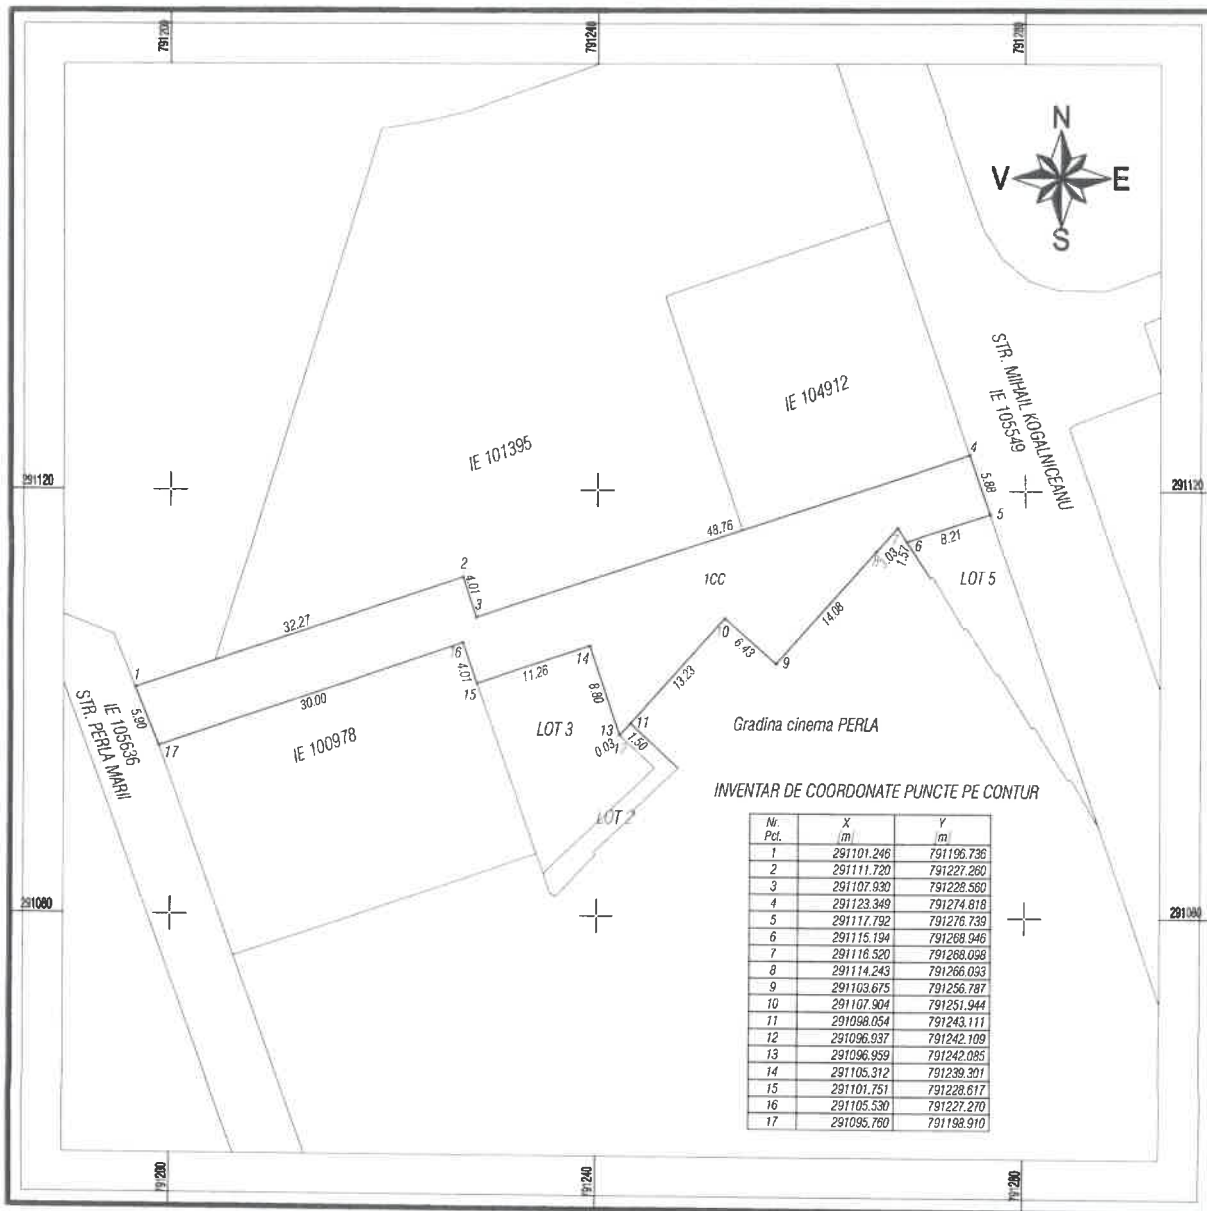 791200
791240
791280
N
V E
S
STR. MIHAIL KOGALNICEANU
IE 105549
IE 104912
IE 101395
291120
291120
4
5.88
5
48.76
8.21
6
1.57
2
4.01
3
1CC
LOT 5
32.27
14.08
10
6.43
9
16
14
4.01
15
11.26
13.23
1
5.90
17
30.00
8.80
IE 105636
STR. PERLA MARII
IE 100978
LOT 3
13
0.03
11
1.50
Gradina cinema PERLA
LOT 2
INVENTAR DE COORDONATE PUNCTE PE CONTUR
Nr. Pct. X [m] Y [m]
1 291101.246 791196.736
2 291111.720 791227.260
3 291107.930 791228.560
4 291123.349 791274.818
5 291117.792 791276.739
6 291115.194 791268.946
7 291116.520 791268.098
8 291114.243 791266.093
9 291103.675 791256.787
10 291107.904 791251.944
11 291098.054 791243.111
12 291096.937 791242.109
13 291096.959 791242.085
14 291105.312 791239.301
15 291101.751 791228.617
16 291105.530 791227.270
17 291095.760 791198.910
291080
291080
791200
791240
791280